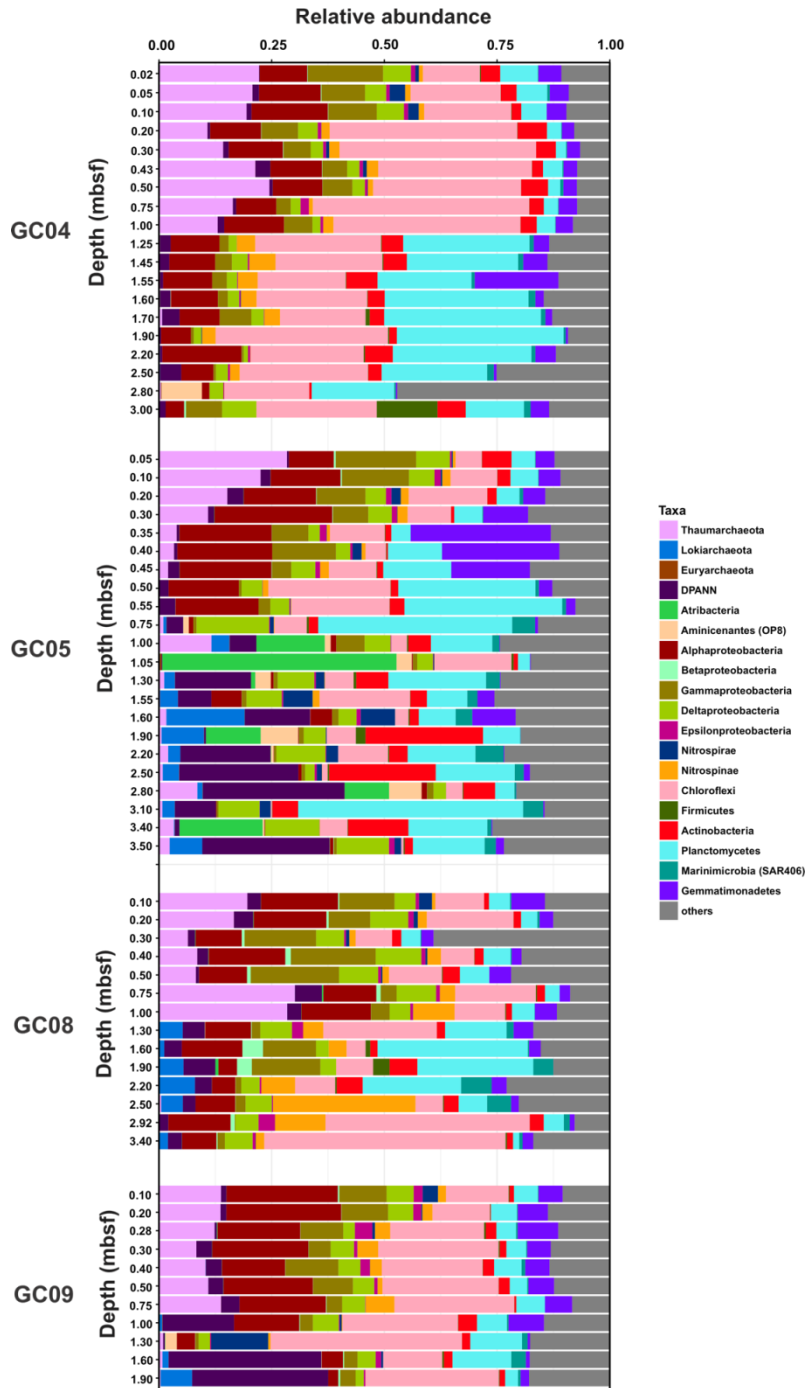 Relative abundance
0.00 0.25 0.50 0.75 1.00
GC04
Depth (mbsf)
0.02
0.05
0.10
0.20
0.30
0.43
0.50
0.75
1.00
1.25
1.45
1.55
1.60
1.70
1.90
2.20
2.50
2.80
3.00
GC05
Depth (mbsf)
0.05
0.10
0.20
0.30
0.35
0.40
0.45
0.50
0.55
0.75
1.00
1.05
1.30
1.55
1.60
1.90
2.20
2.50
2.80
3.10
3.40
3.50
GC08
Depth (mbsf)
0.10
0.20
0.30
0.40
0.50
0.75
1.00
1.30
1.60
1.90
2.20
2.50
2.92
3.40
GC09
Depth (mbsf)
0.10
0.20
0.28
0.30
0.40
0.50
0.75
1.00
1.30
1.60
1.90
Taxa
Thaumarchaeota
Lokiarchaeota
Euryarchaeota
DPANN
Atribacteria
Aminicenantes (OP8)
Alphaproteobacteria
Betaproteobacteria
Gammaproteobacteria
Deltaproteobacteria
Epsilonproteobacteria
Nitrospirae
Nitrospinae
Chloroflexi
Firmicutes
Actinobacteria
Planctomycetes
Marinimicrobia (SAR406)
Gemmatimonadetes
others